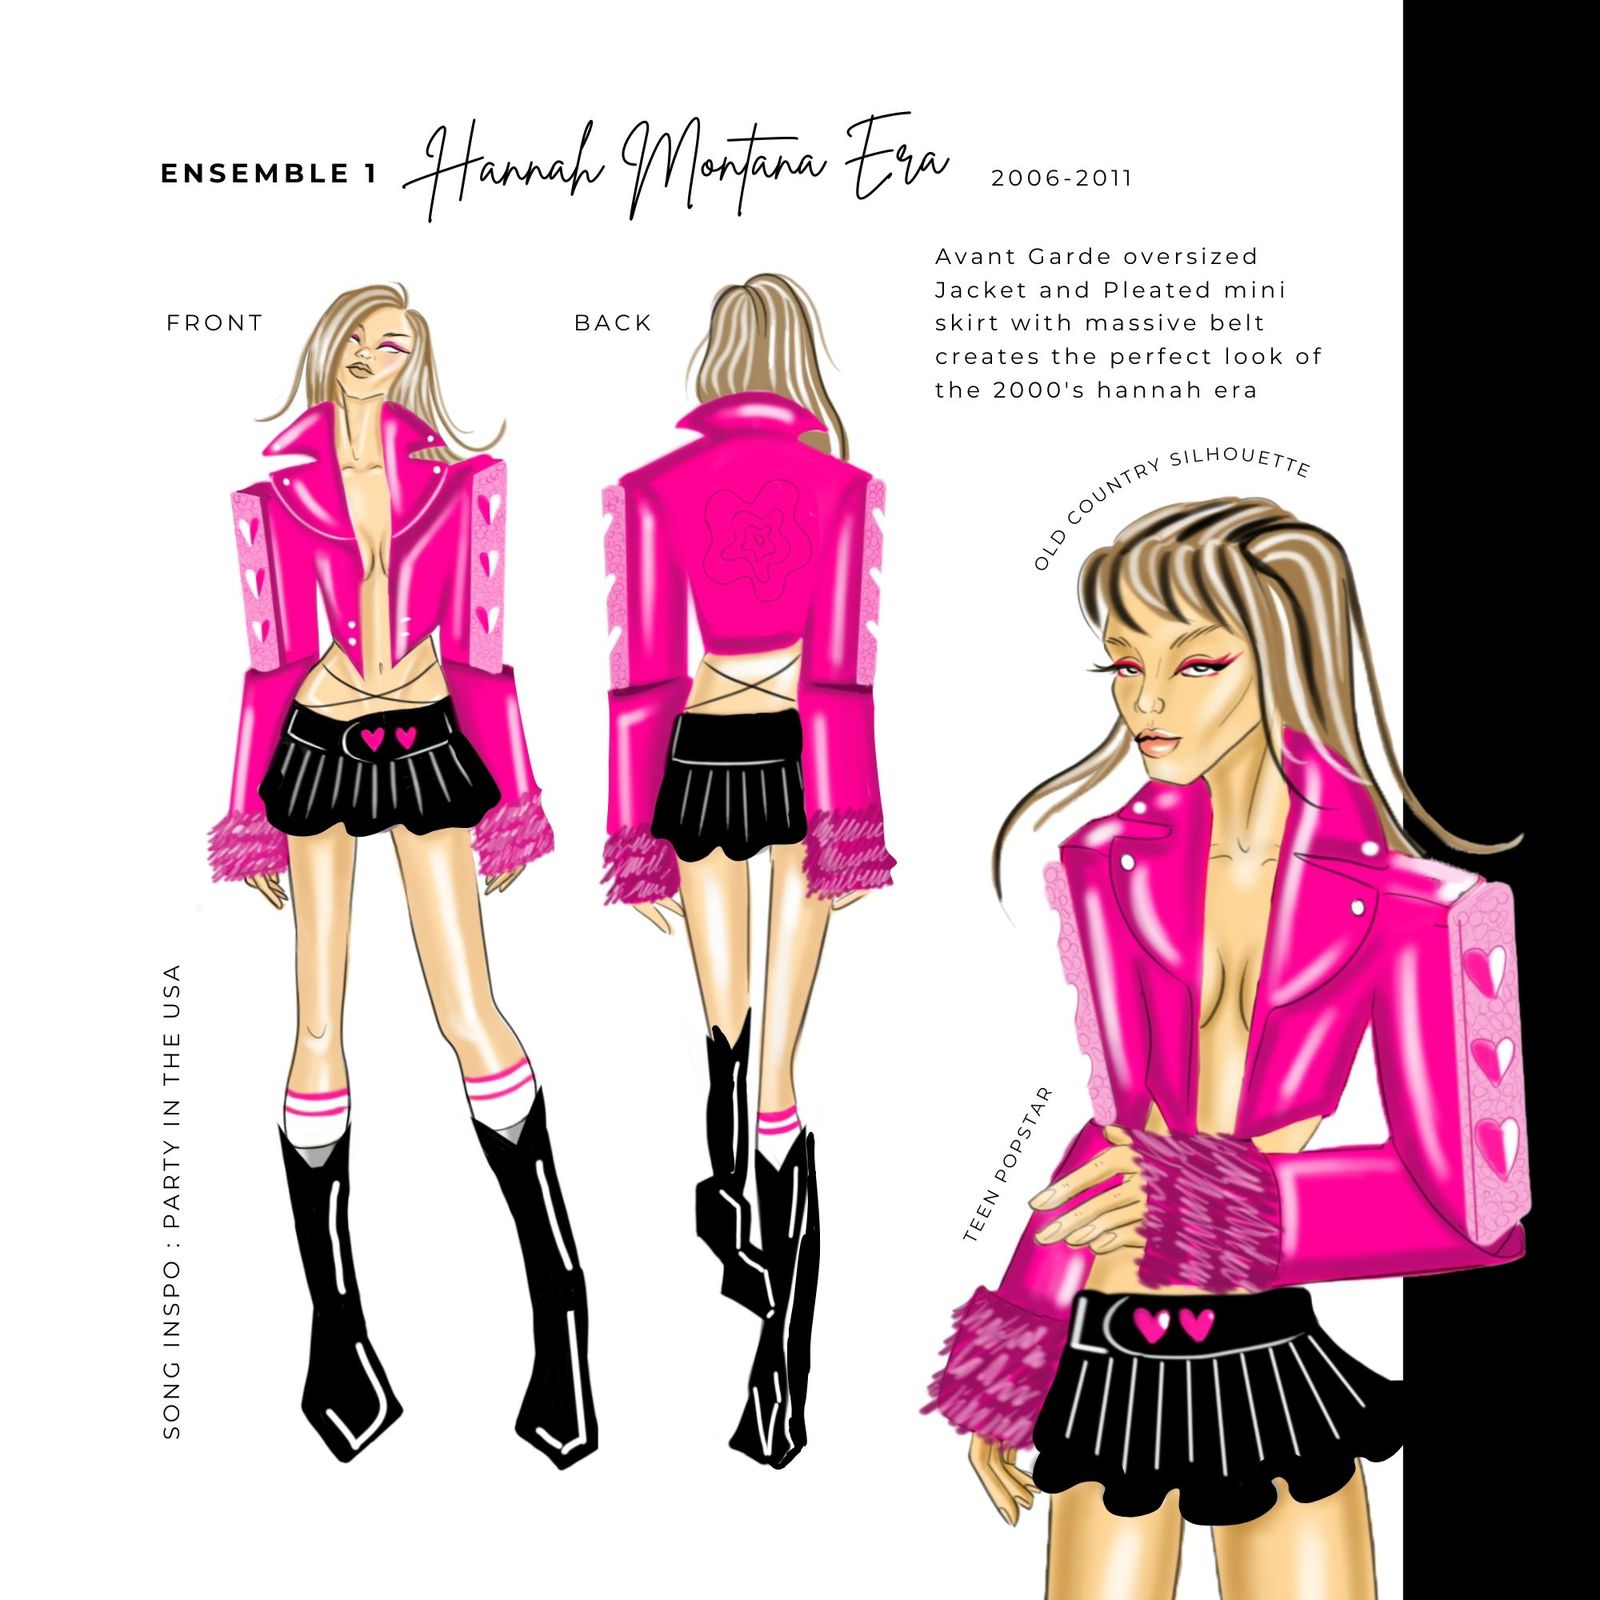 ENSEMBLE 1 Hannah Montana Era 2006-2011
Avant Garde oversized
Jacket and Pleated mini
skirt with massive belt
creates the perfect look of
the 2000's hannah era
FRONT
BACK
OLD COUNTRY SILHOUETTE
TEEN POPSTAR
SONG INSPO : PARTY IN THE USA